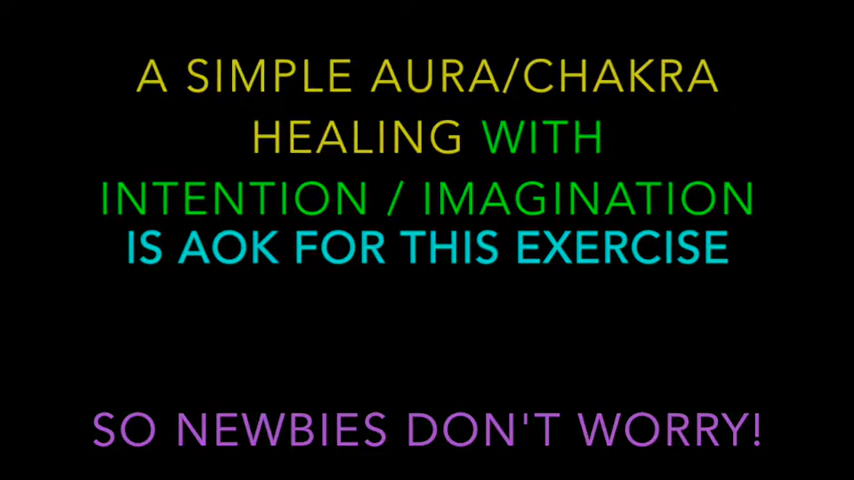 A SIMPLE AURA/CHAKRA
HEALING WITH
INTENTION / IMAGINATION
IS AOK FOR THIS EXERCISE
SO NEWBIES DON'T WORRY!